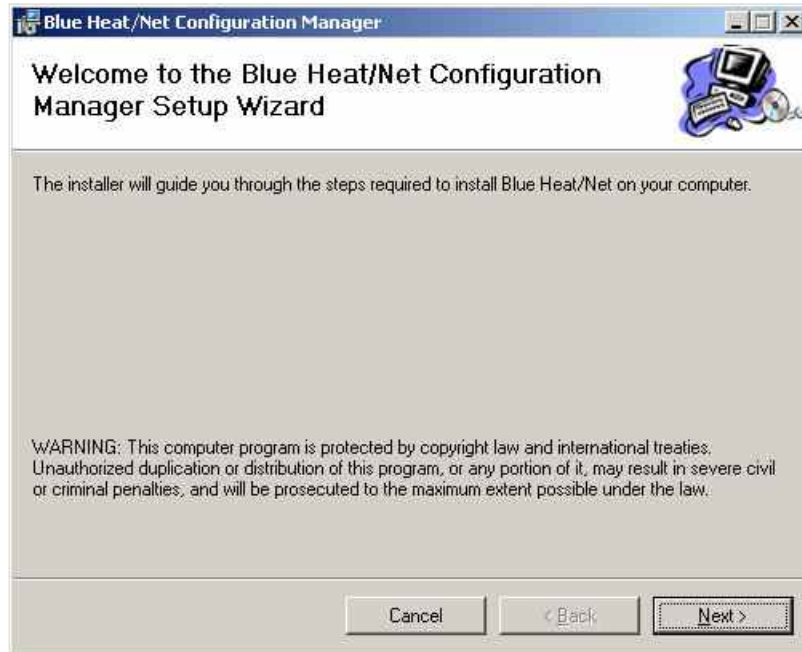 Blue Heat/Net Configuration Manager
Welcome to the Blue Heat/Net Configuration
Manager Setup Wizard
The installer will guide you through the steps required to install Blue Heat/Net on your computer.
WARNING: This computer program is protected by copyright law and international treaties.
Unauthorized duplication or distribution of this program, or any portion of it, may result in severe civil
or criminal penalties, and will be prosecuted to the maximum extent possible under the law.
Cancel < Back Next >